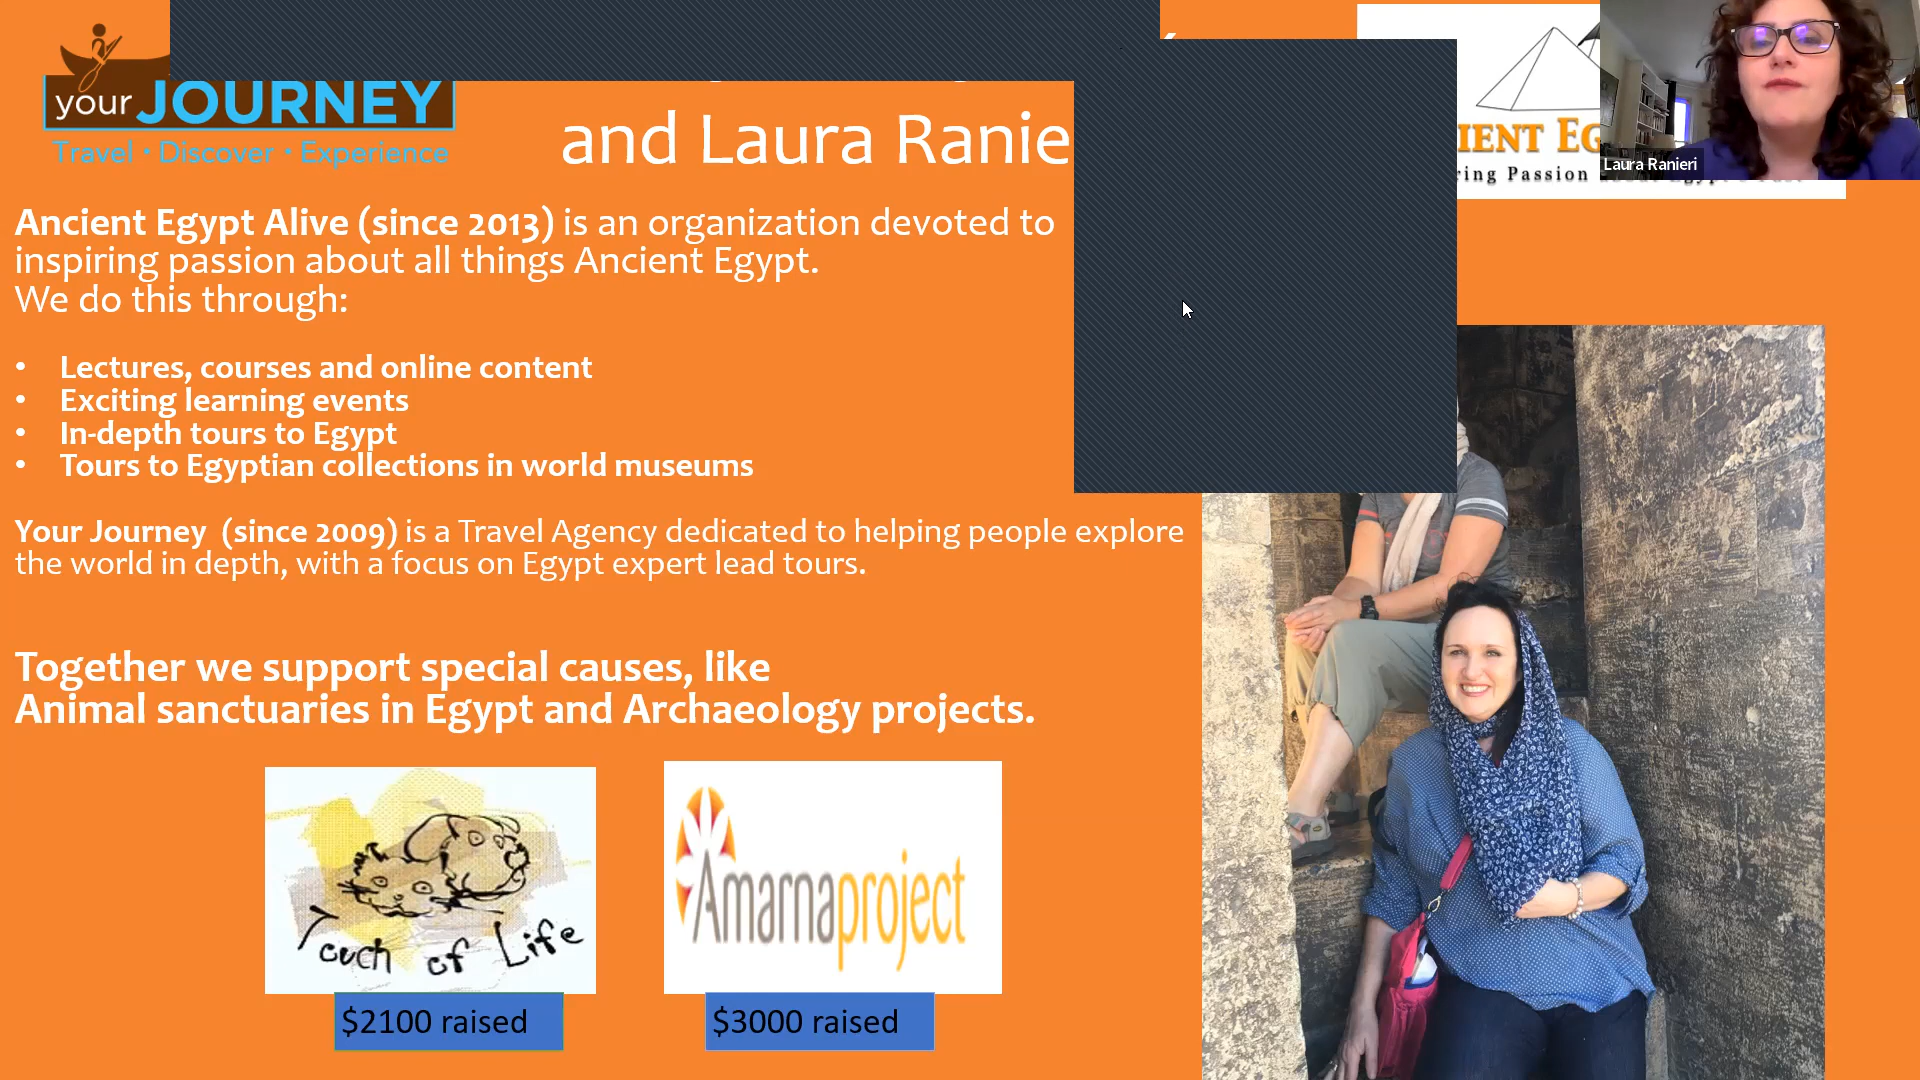 your JOURNEY
Travel • Discover • Experience
and Laura Ranie
Laura Ranieri
Ancient Egypt Alive (since 2013) is an organization devoted to
inspiring passion about all things Ancient Egypt.
We do this through:
• Lectures, courses and online content
• Exciting learning events
• In-depth tours to Egypt
• Tours to Egyptian collections in world museums
Your Journey (since 2009) is a Travel Agency dedicated to helping people explore
the world in depth, with a focus on Egypt expert lead tours.
Together we support special causes, like
Animal sanctuaries in Egypt and Archaeology projects.
Touch of Life
Amarnaproject
$2100 raised
$3000 raised